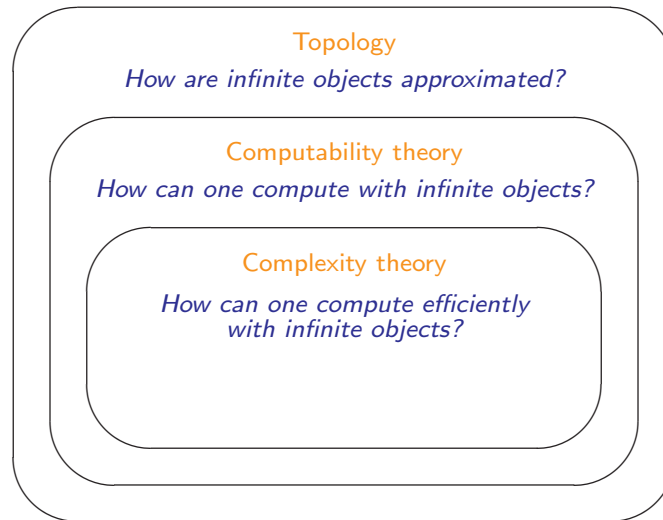 Topology
How are infinite objects approximated?
Computability theory
How can one compute with infinite objects?
Complexity theory
How can one compute efficiently
with infinite objects?